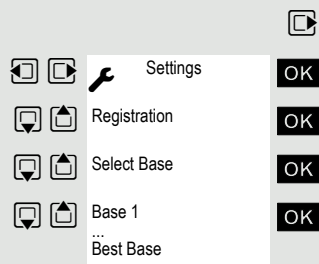 Settings OK
Registration OK
Select Base OK
Base 1 OK
...
Best Base